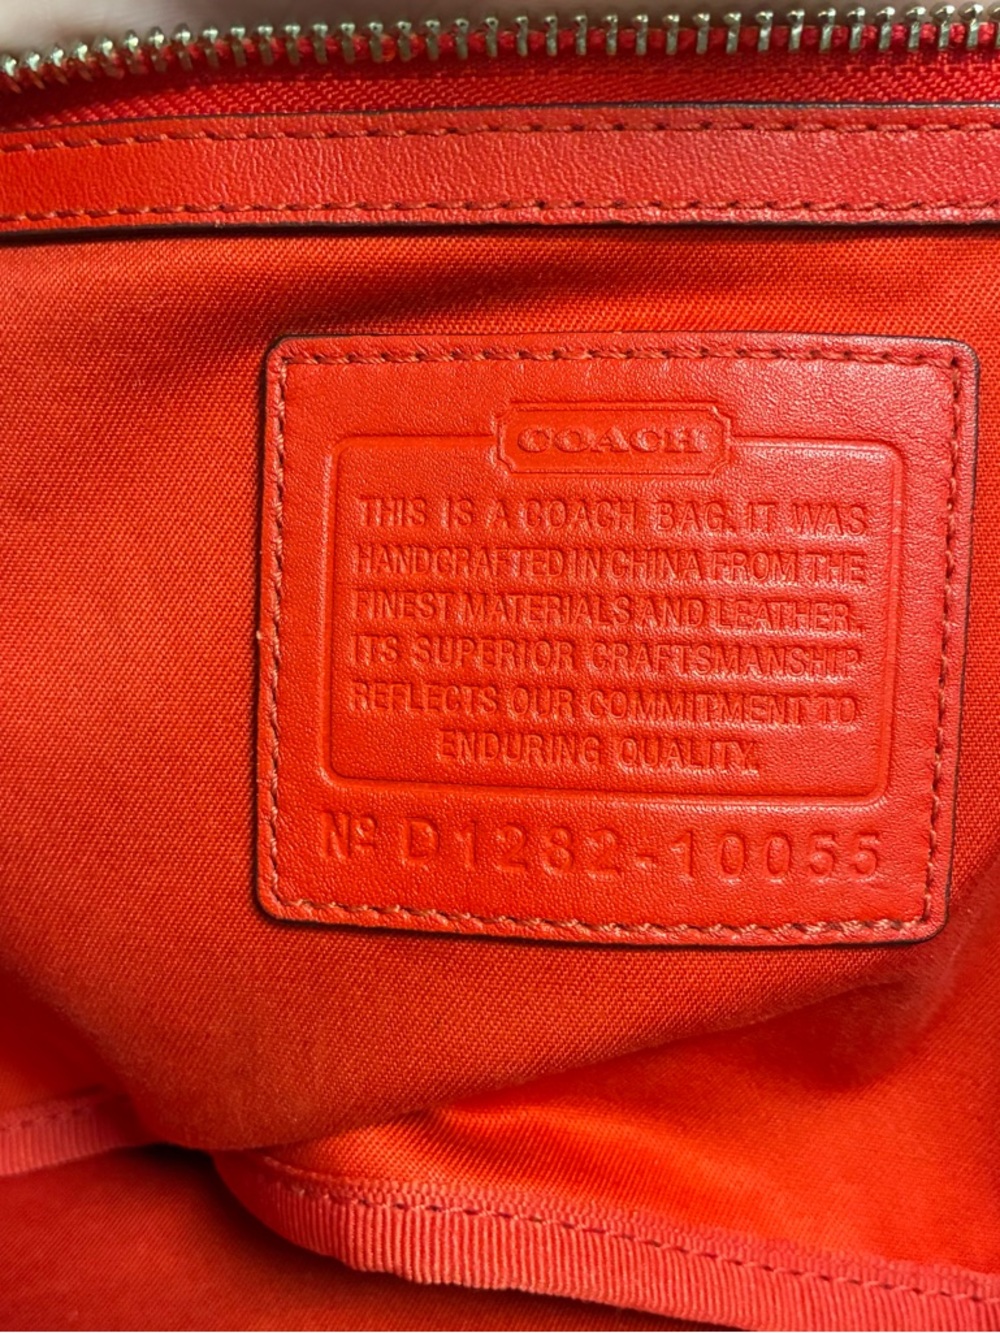 COACH
THIS IS A COACH BAG. IT WAS
HANDCRAFTED IN CHINA FROM THE
FINEST MATERIALS AND LEATHER.
ITS SUPERIOR CRAFTSMANSHIP
REFLECTS OUR COMMITMENT TO
ENDURING QUALITY.
Nº D1282-10055